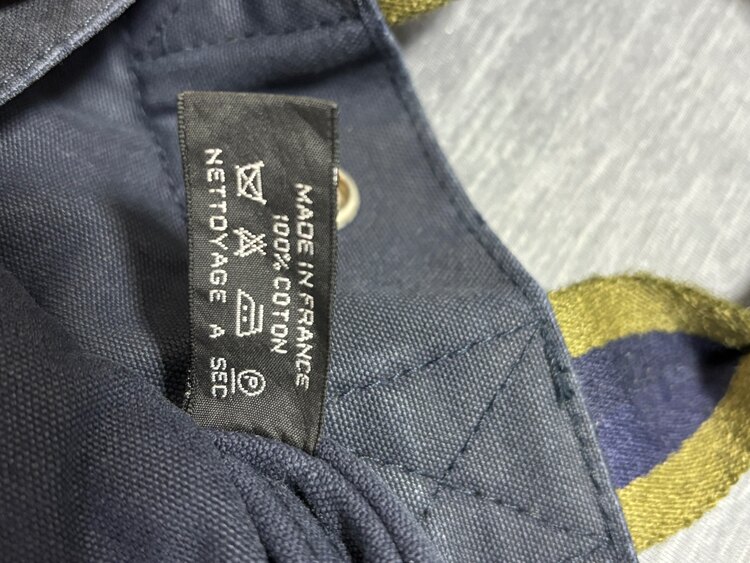 MADE IN FRANCE
100% COTON
P
NETTOYAGE A SEC